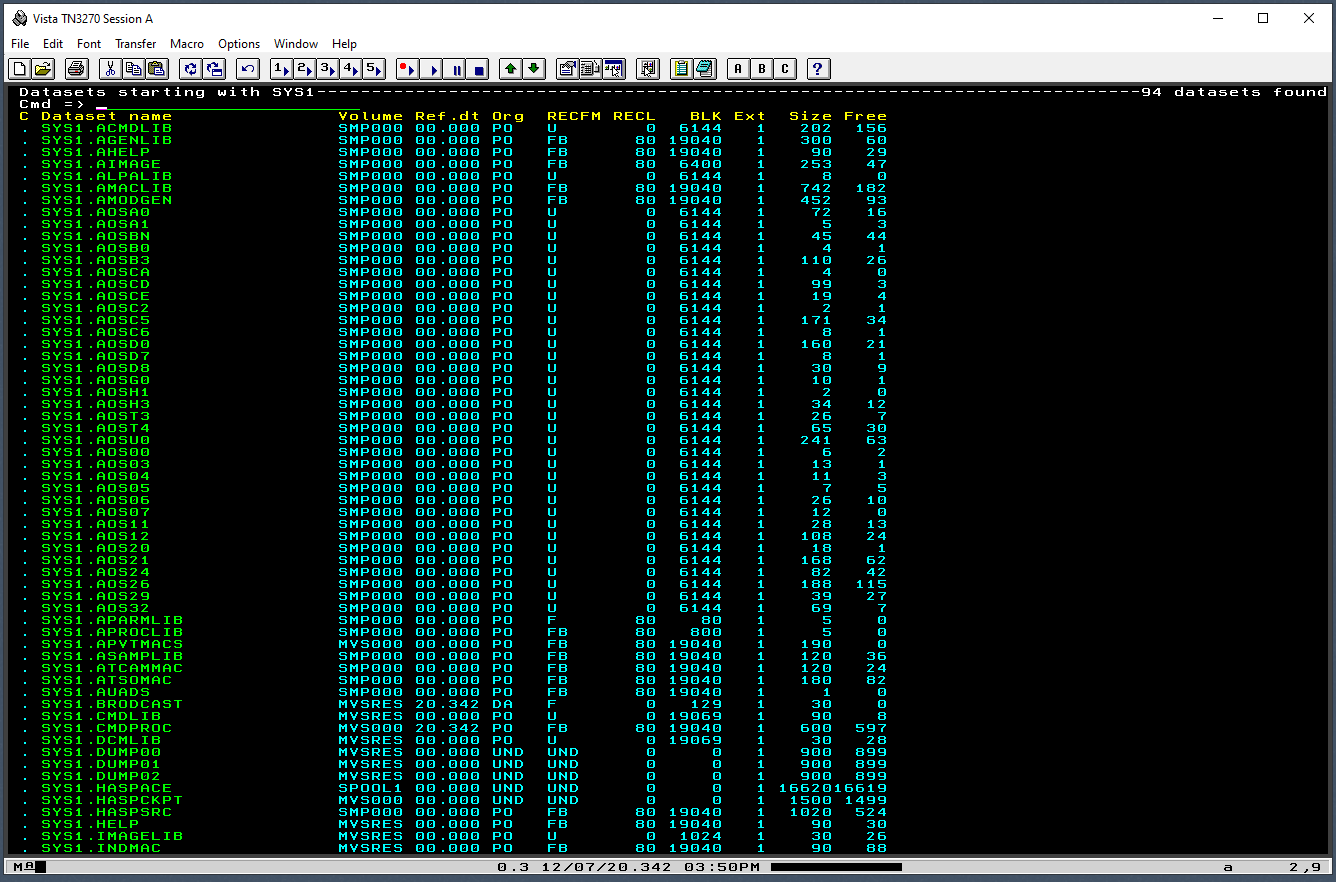 Vista TN3270 Session A
File Edit Font Transfer Macro Options Window Help
1 2 3 4 5 A B C ?
Datasets starting with SYS1-----------------------------------------------------------------------------94 datasets found
Cmd =>
C Dataset name Volume Ref.dt Org RECFM RECL BLK Ext Size Free
. SYS1.ACMDLIB SMP000 00.000 PO U 0 6144 1 202 156
. SYS1.AGENLIB SMP000 00.000 PO FB 80 19040 1 300 60
. SYS1.AHELP SMP000 00.000 PO FB 80 19040 1 90 29
. SYS1.AIMAGE SMP000 00.000 PO FB 80 6400 1 253 47
. SYS1.ALPALIB SMP000 00.000 PO U 0 6144 1 8 0
. SYS1.AMACLIB SMP000 00.000 PO FB 80 19040 1 742 182
. SYS1.AMODGEN SMP000 00.000 PO FB 80 19040 1 452 93
. SYS1.AOSA0 SMP000 00.000 PO U 0 6144 1 72 16
. SYS1.AOSA1 SMP000 00.000 PO U 0 6144 1 5 3
. SYS1.AOSBN SMP000 00.000 PO U 0 6144 1 45 44
. SYS1.AOSB0 SMP000 00.000 PO U 0 6144 1 4 1
. SYS1.AOSB3 SMP000 00.000 PO U 0 6144 1 110 26
. SYS1.AOSCA SMP000 00.000 PO U 0 6144 1 4 0
. SYS1.AOSCD SMP000 00.000 PO U 0 6144 1 99 3
. SYS1.AOSCE SMP000 00.000 PO U 0 6144 1 19 4
. SYS1.AOSC2 SMP000 00.000 PO U 0 6144 1 2 1
. SYS1.AOSC5 SMP000 00.000 PO U 0 6144 1 171 34
. SYS1.AOSC6 SMP000 00.000 PO U 0 6144 1 8 1
. SYS1.AOSD0 SMP000 00.000 PO U 0 6144 1 160 21
. SYS1.AOSD7 SMP000 00.000 PO U 0 6144 1 8 1
. SYS1.AOSD8 SMP000 00.000 PO U 0 6144 1 30 9
. SYS1.AOSG0 SMP000 00.000 PO U 0 6144 1 10 1
. SYS1.AOSH1 SMP000 00.000 PO U 0 6144 1 2 0
. SYS1.AOSH3 SMP000 00.000 PO U 0 6144 1 34 12
. SYS1.AOST3 SMP000 00.000 PO U 0 6144 1 26 7
. SYS1.AOST4 SMP000 00.000 PO U 0 6144 1 65 30
. SYS1.AOSU0 SMP000 00.000 PO U 0 6144 1 241 63
. SYS1.AOS00 SMP000 00.000 PO U 0 6144 1 6 2
. SYS1.AOS03 SMP000 00.000 PO U 0 6144 1 13 1
. SYS1.AOS04 SMP000 00.000 PO U 0 6144 1 11 3
. SYS1.AOS05 SMP000 00.000 PO U 0 6144 1 7 5
. SYS1.AOS06 SMP000 00.000 PO U 0 6144 1 26 10
. SYS1.AOS07 SMP000 00.000 PO U 0 6144 1 12 0
. SYS1.AOS11 SMP000 00.000 PO U 0 6144 1 28 13
. SYS1.AOS12 SMP000 00.000 PO U 0 6144 1 108 24
. SYS1.AOS20 SMP000 00.000 PO U 0 6144 1 18 1
. SYS1.AOS21 SMP000 00.000 PO U 0 6144 1 168 62
. SYS1.AOS24 SMP000 00.000 PO U 0 6144 1 82 42
. SYS1.AOS26 SMP000 00.000 PO U 0 6144 1 188 115
. SYS1.AOS29 SMP000 00.000 PO U 0 6144 1 39 27
. SYS1.AOS32 SMP000 00.000 PO U 0 6144 1 69 7
. SYS1.APARMLIB SMP000 00.000 PO F 80 80 1 5 0
. SYS1.APROCLIB SMP000 00.000 PO FB 80 800 1 5 0
. SYS1.APVTMACS MVS000 00.000 PO FB 80 19040 1 190 0
. SYS1.ASAMPLIB SMP000 00.000 PO FB 80 19040 1 120 36
. SYS1.ATCAMMAC SMP000 00.000 PO FB 80 19040 1 120 24
. SYS1.ATSOMAC SMP000 00.000 PO FB 80 19040 1 180 82
. SYS1.AUADS SMP000 00.000 PO FB 80 19040 1 1 0
. SYS1.BRODCAST MVSRES 20.342 DA F 0 129 1 30 0
. SYS1.CMDLIB MVSRES 00.000 PO U 0 19069 1 90 8
. SYS1.CMDPROC MVS000 20.342 PO FB 80 19040 1 600 597
. SYS1.DCMLIB MVSRES 00.000 PO U 0 19069 1 30 28
. SYS1.DUMP00 MVSRES 00.000 UND UND 0 0 1 900 899
. SYS1.DUMP01 MVSRES 00.000 UND UND 0 0 1 900 899
. SYS1.DUMP02 MVSRES 00.000 UND UND 0 0 1 900 899
. SYS1.HASPACE SPOOL1 00.000 UND UND 0 0 1 1662016619
. SYS1.HASPCKPT MVS000 00.000 UND UND 0 0 1 1500 1499
. SYS1.HASPSRC SMP000 00.000 PO FB 80 19040 1 1020 524
. SYS1.HELP MVSRES 00.000 PO FB 80 19040 1 90 30
. SYS1.IMAGELIB MVSRES 00.000 PO U 0 1024 1 30 26
. SYS1.INDMAC MVSRES 00.000 PO FB 80 19040 1 90 88
MA 0.3 12/07/20.342 03:50PM a 2,9